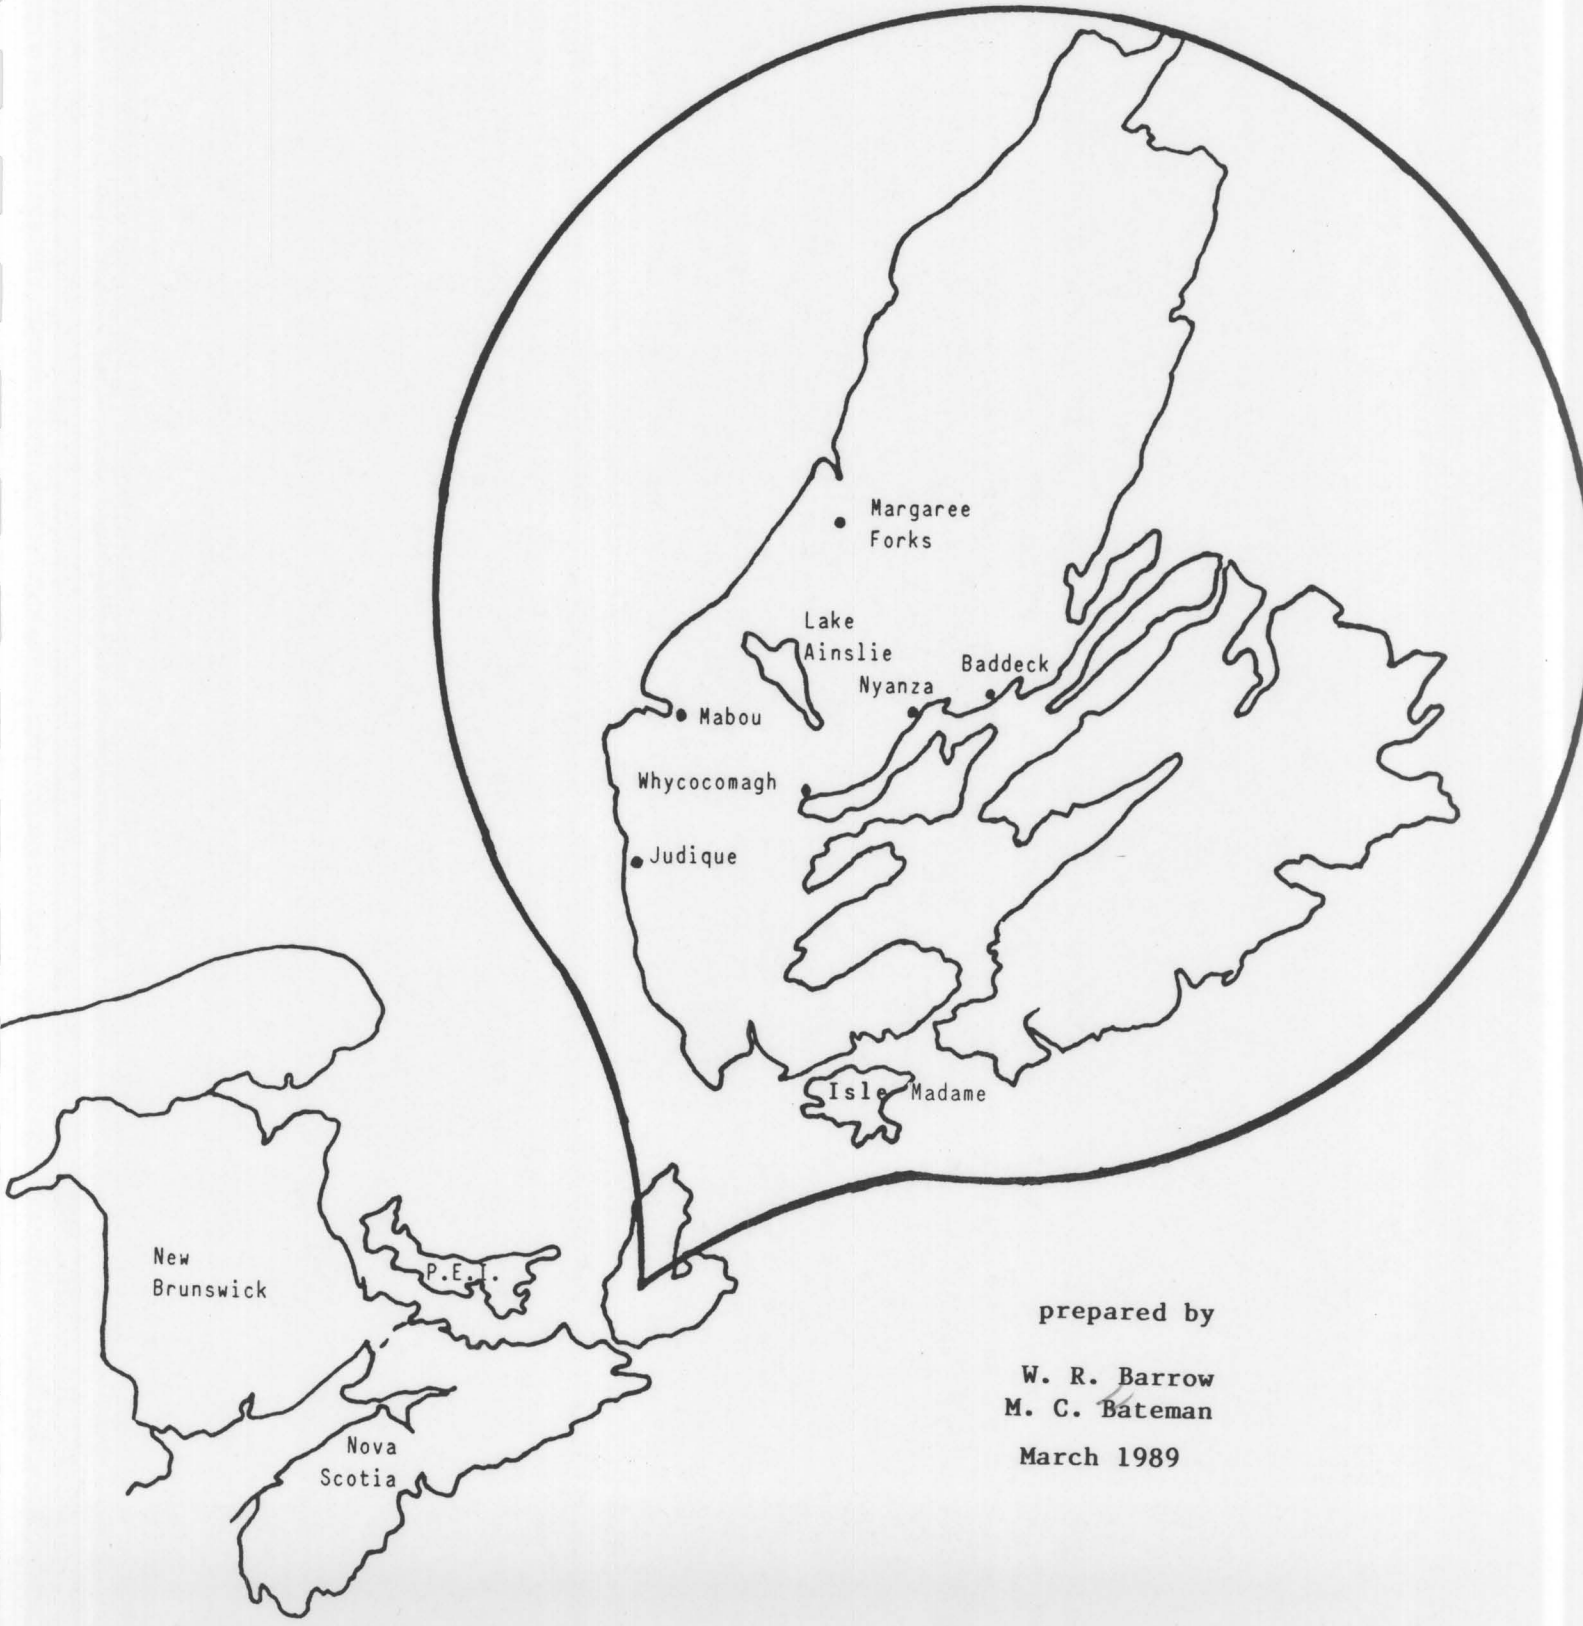 Margaree
Forks
Lake
Ainslie
Baddeck
Nyanza
Mabou
Whycocomagh
Judique
Isle Madame
New
Brunswick
P.E.I.
Nova
Scotia
prepared by
W. R. Barrow
M. C. Bateman
March 1989